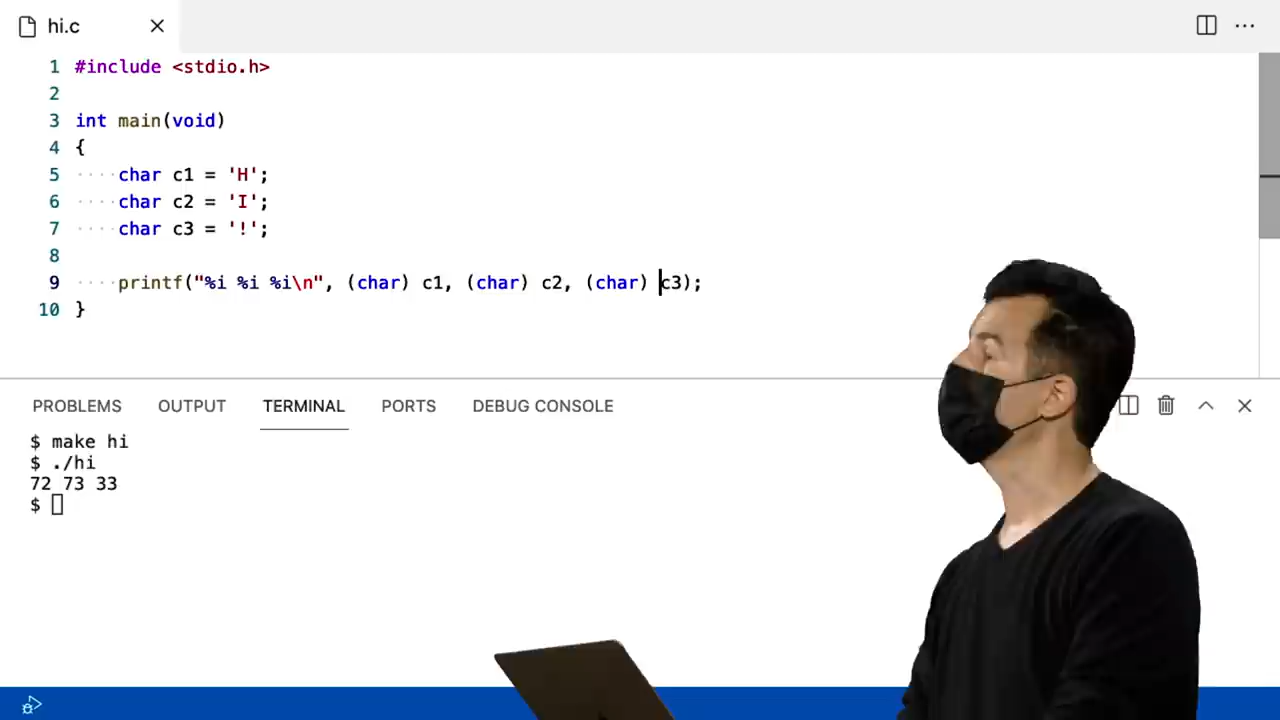 hi.c
1 #include <stdio.h>
2
3 int main(void)
4 {
5 ····char c1 = 'H';
6 ····char c2 = 'I';
7 ····char c3 = '!';
8
9 ····printf("%i %i %i\n", (char) c1, (char) c2, (char) c3);
10 }
PROBLEMS OUTPUT TERMINAL PORTS DEBUG CONSOLE
$ make hi
$ ./hi
72 73 33
$